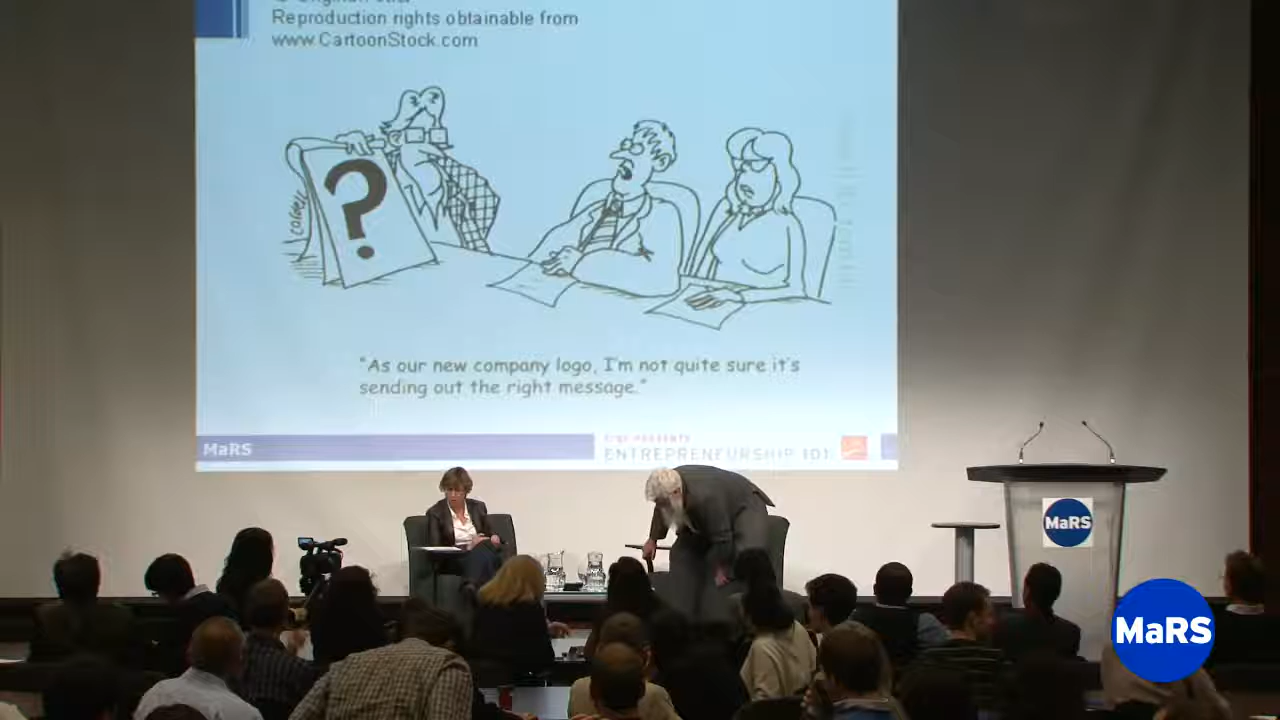 Reproduction rights obtainable from
www.CartoonStock.com
?
"As our new company logo, I'm not quite sure it's
sending out the right message."
MaRS
PRESENTS
ENTREPRENEURSHIP 101
MaRS
MaRS